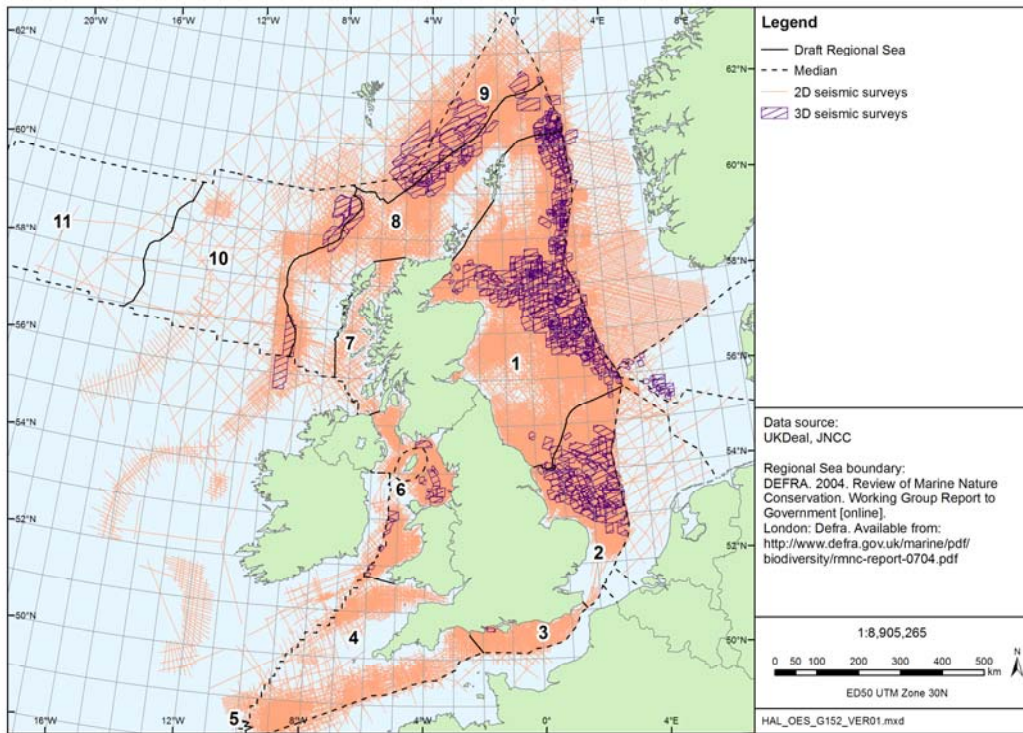 20°W 16°W 12°W 8°W 4°W 0° 4°E 8°E
62°N
62°N
60°N
60°N
58°N
58°N
56°N
56°N
54°N
54°N
52°N
52°N
50°N
50°N
16°W 12°W 8°W 0° 4°E
9
11
10
8
7
1
6
2
4
3
5
Legend
Draft Regional Sea
Median
2D seismic surveys
3D seismic surveys
Data source:
UKDeal, JNCC
Regional Sea boundary:
DEFRA. 2004. Review of Marine Nature
Conservation. Working Group Report to
Government [online].
London: Defra. Available from:
http://www.defra.gov.uk/marine/pdf/
biodiversity/rmnc-report-0704.pdf
1:8,905,265
N
0 50 100 200 300 400 500
km
ED50 UTM Zone 30N
HAL_OES_G152_VER01.mxd